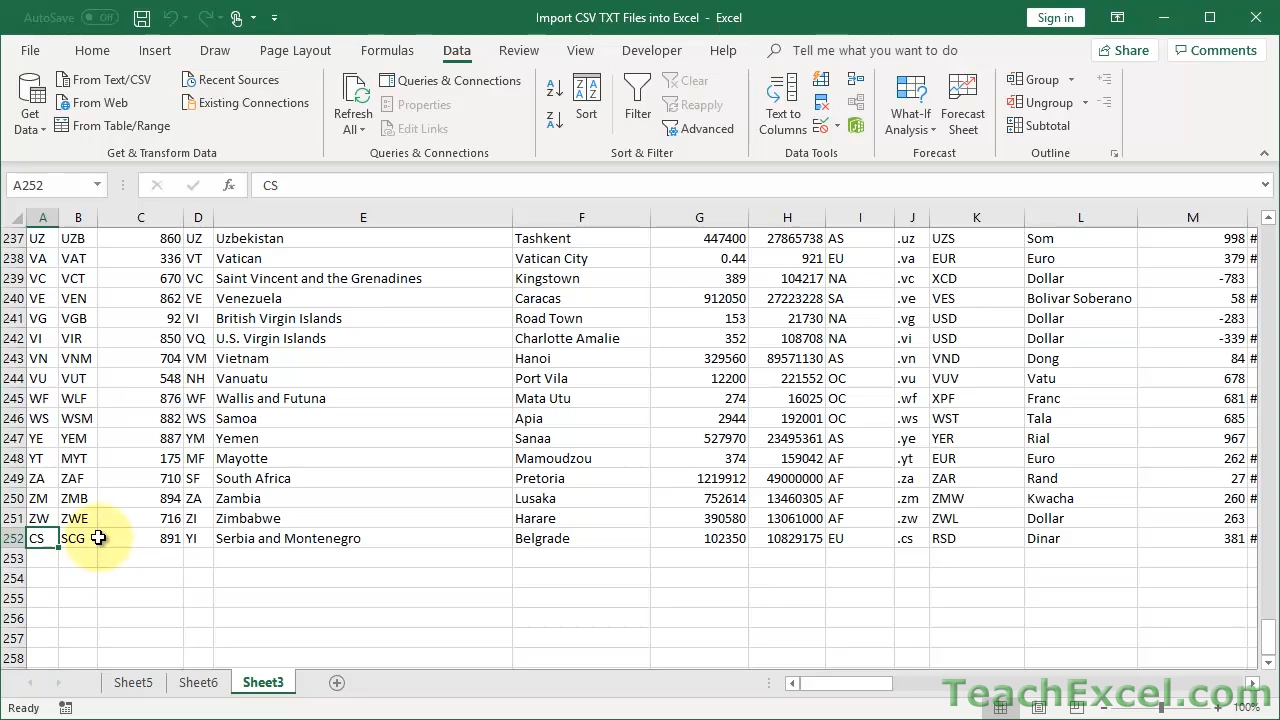 AutoSave Off Import CSV TXT Files into Excel - Excel Sign in
File Home Insert Draw Page Layout Formulas Data Review View Developer Help Tell me what you want to do Share Comments
Get Data
From Text/CSV
From Web
From Table/Range
Recent Sources
Existing Connections
Refresh All
Queries & Connections
Properties
Edit Links
Sort
Filter
Clear
Reapply
Advanced
Text to Columns
What-If Analysis
Forecast Sheet
Group
Ungroup
Subtotal
Get & Transform Data Queries & Connections Sort & Filter Data Tools Forecast Outline
A252 fx CS
A B C D E F G H I J K L M
237 UZ UZB 860 UZ Uzbekistan Tashkent 447400 27865738 AS .uz UZS Som 998 #
238 VA VAT 336 VT Vatican Vatican City 0.44 921 EU .va EUR Euro 379 #
239 VC VCT 670 VC Saint Vincent and the Grenadines Kingstown 389 104217 NA .vc XCD Dollar -783
240 VE VEN 862 VE Venezuela Caracas 912050 27223228 SA .ve VES Bolivar Soberano 58 #
241 VG VGB 92 VI British Virgin Islands Road Town 153 21730 NA .vg USD Dollar -283
242 VI VIR 850 VQ U.S. Virgin Islands Charlotte Amalie 352 108708 NA .vi USD Dollar -339 #
243 VN VNM 704 VM Vietnam Hanoi 329560 89571130 AS .vn VND Dong 84 #
244 VU VUT 548 NH Vanuatu Port Vila 12200 221552 OC .vu VUV Vatu 678
245 WF WLF 876 WF Wallis and Futuna Mata Utu 274 16025 OC .wf XPF Franc 681 #
246 WS WSM 882 WS Samoa Apia 2944 192001 OC .ws WST Tala 685
247 YE YEM 887 YM Yemen Sanaa 527970 23495361 AS .ye YER Rial 967
248 YT MYT 175 MF Mayotte Mamoudzou 374 159042 AF .yt EUR Euro 262 #
249 ZA ZAF 710 SF South Africa Pretoria 1219912 49000000 AF .za ZAR Rand 27 #
250 ZM ZMB 894 ZA Zambia Lusaka 752614 13460305 AF .zm ZMW Kwacha 260 #
251 ZW ZWE 716 ZI Zimbabwe Harare 390580 13061000 AF .zw ZWL Dollar 263
252 CS SCG 891 YI Serbia and Montenegro Belgrade 102350 10829175 EU .cs RSD Dinar 381 #
253
254
255
256
257
258
Sheet5 Sheet6 Sheet3
TeachExcel.com
Ready 100%